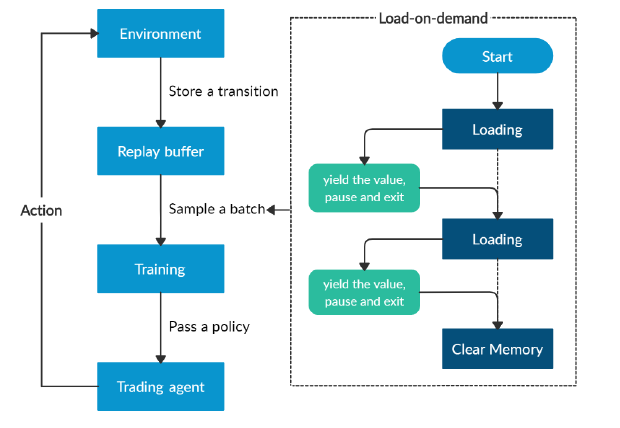 Environment
Store a transition
Replay buffer
Sample a batch
Training
Pass a policy
Trading agent
Action
Load-on-demand
Start
Loading
yield the value,
pause and exit
Loading
yield the value,
pause and exit
Clear Memory